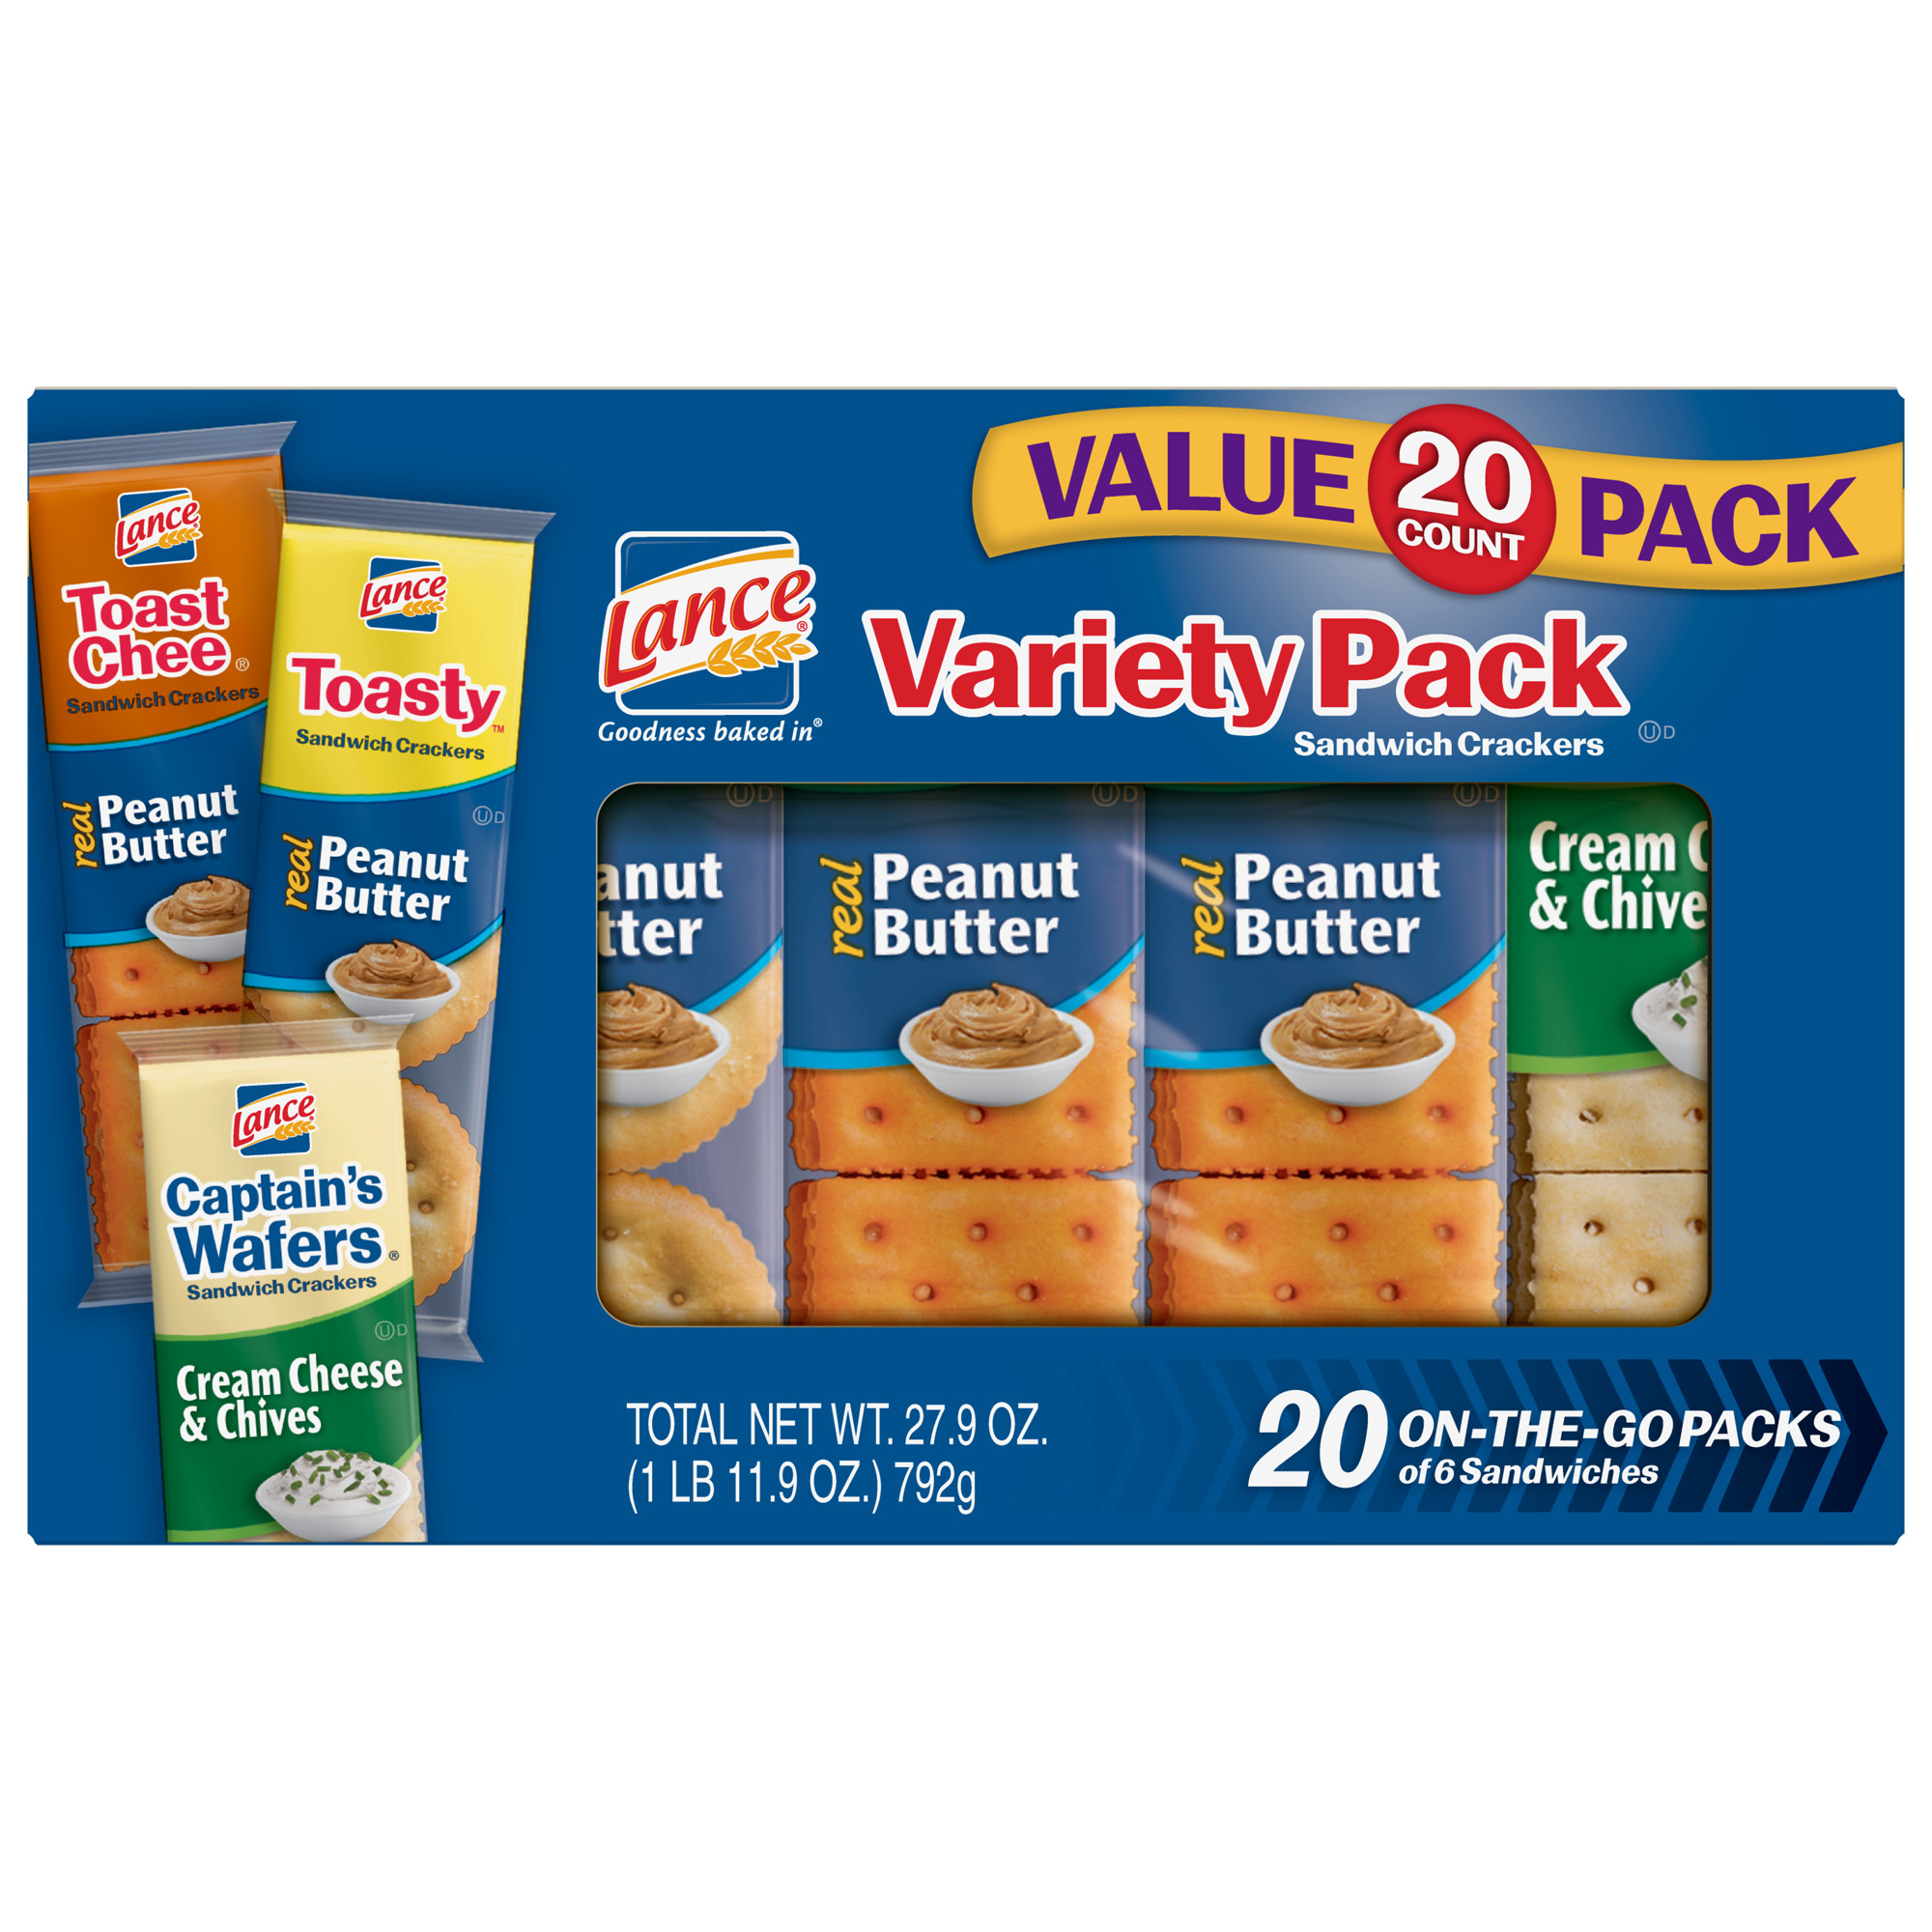 VALUE 20 COUNT PACK
Lance®
Goodness baked in®
Variety Pack
Sandwich Crackers
U D
Lance
Toast
Chee®
Sandwich Crackers
real Peanut
Butter
Lance
Toasty™
Sandwich Crackers
U D
real Peanut
Butter
Lance
Captain's
Wafers®
Sandwich Crackers
U D
Cream Cheese
& Chives
U D
anut
tter
U D
real Peanut
Butter
U D
real Peanut
Butter
Cream C
& Chive
TOTAL NET WT. 27.9 OZ.
(1 LB 11.9 OZ.) 792g
20 ON-THE-GO PACKS
of 6 Sandwiches